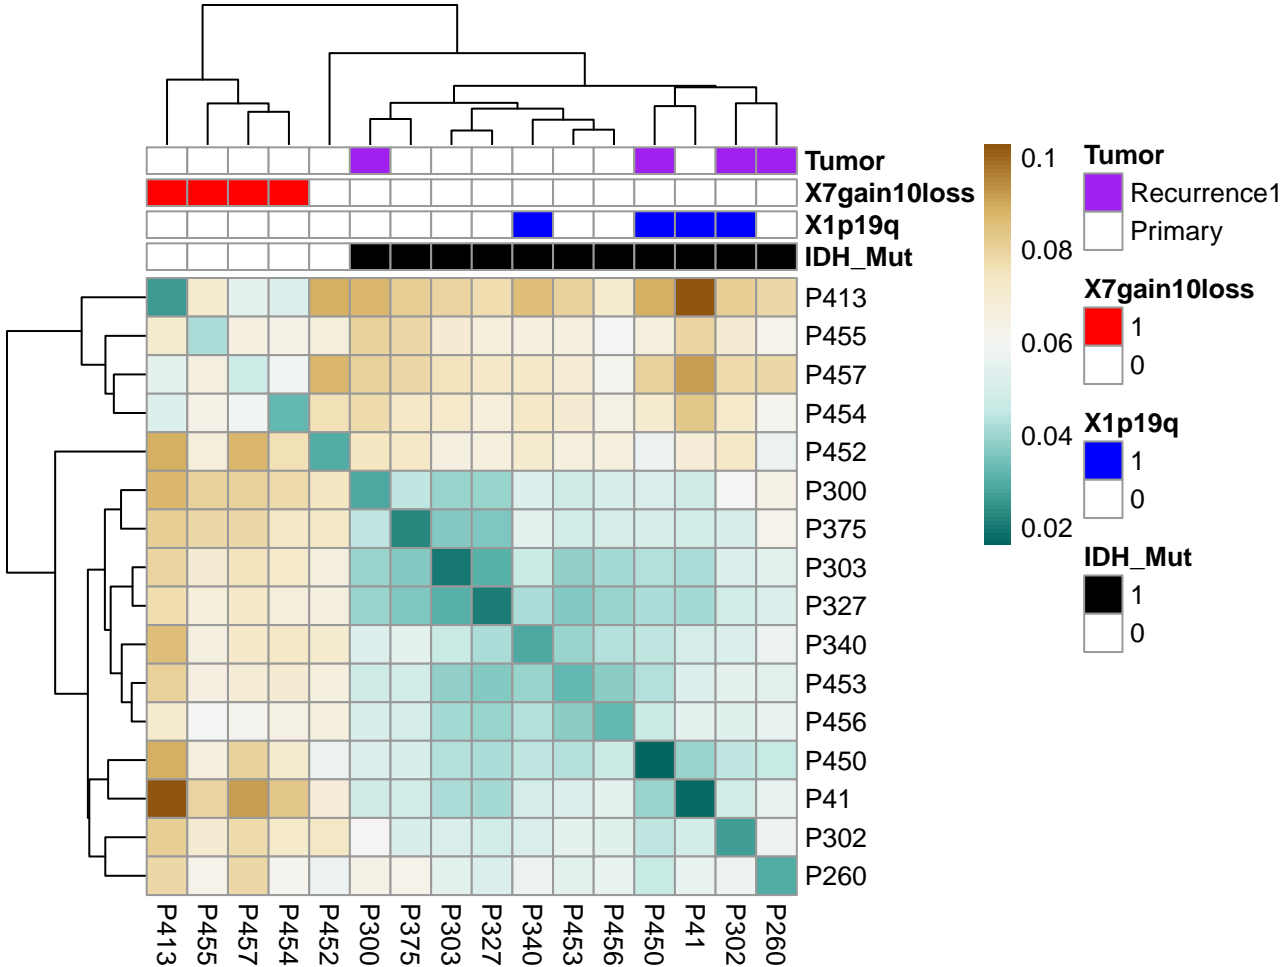 Tumor
X7gain10loss
X1p19q
IDH_Mut
P413
P455
P457
P454
P452
P300
P375
P303
P327
P340
P453
P456
P450
P41
P302
P260
P413
P455
P457
P454
P452
P300
P375
P303
P327
P340
P453
P456
P450
P41
P302
P260
0.1
0.08
0.06
0.04
0.02
Tumor
Recurrence1
Primary
X7gain10loss
1
0
X1p19q
1
0
IDH_Mut
1
0